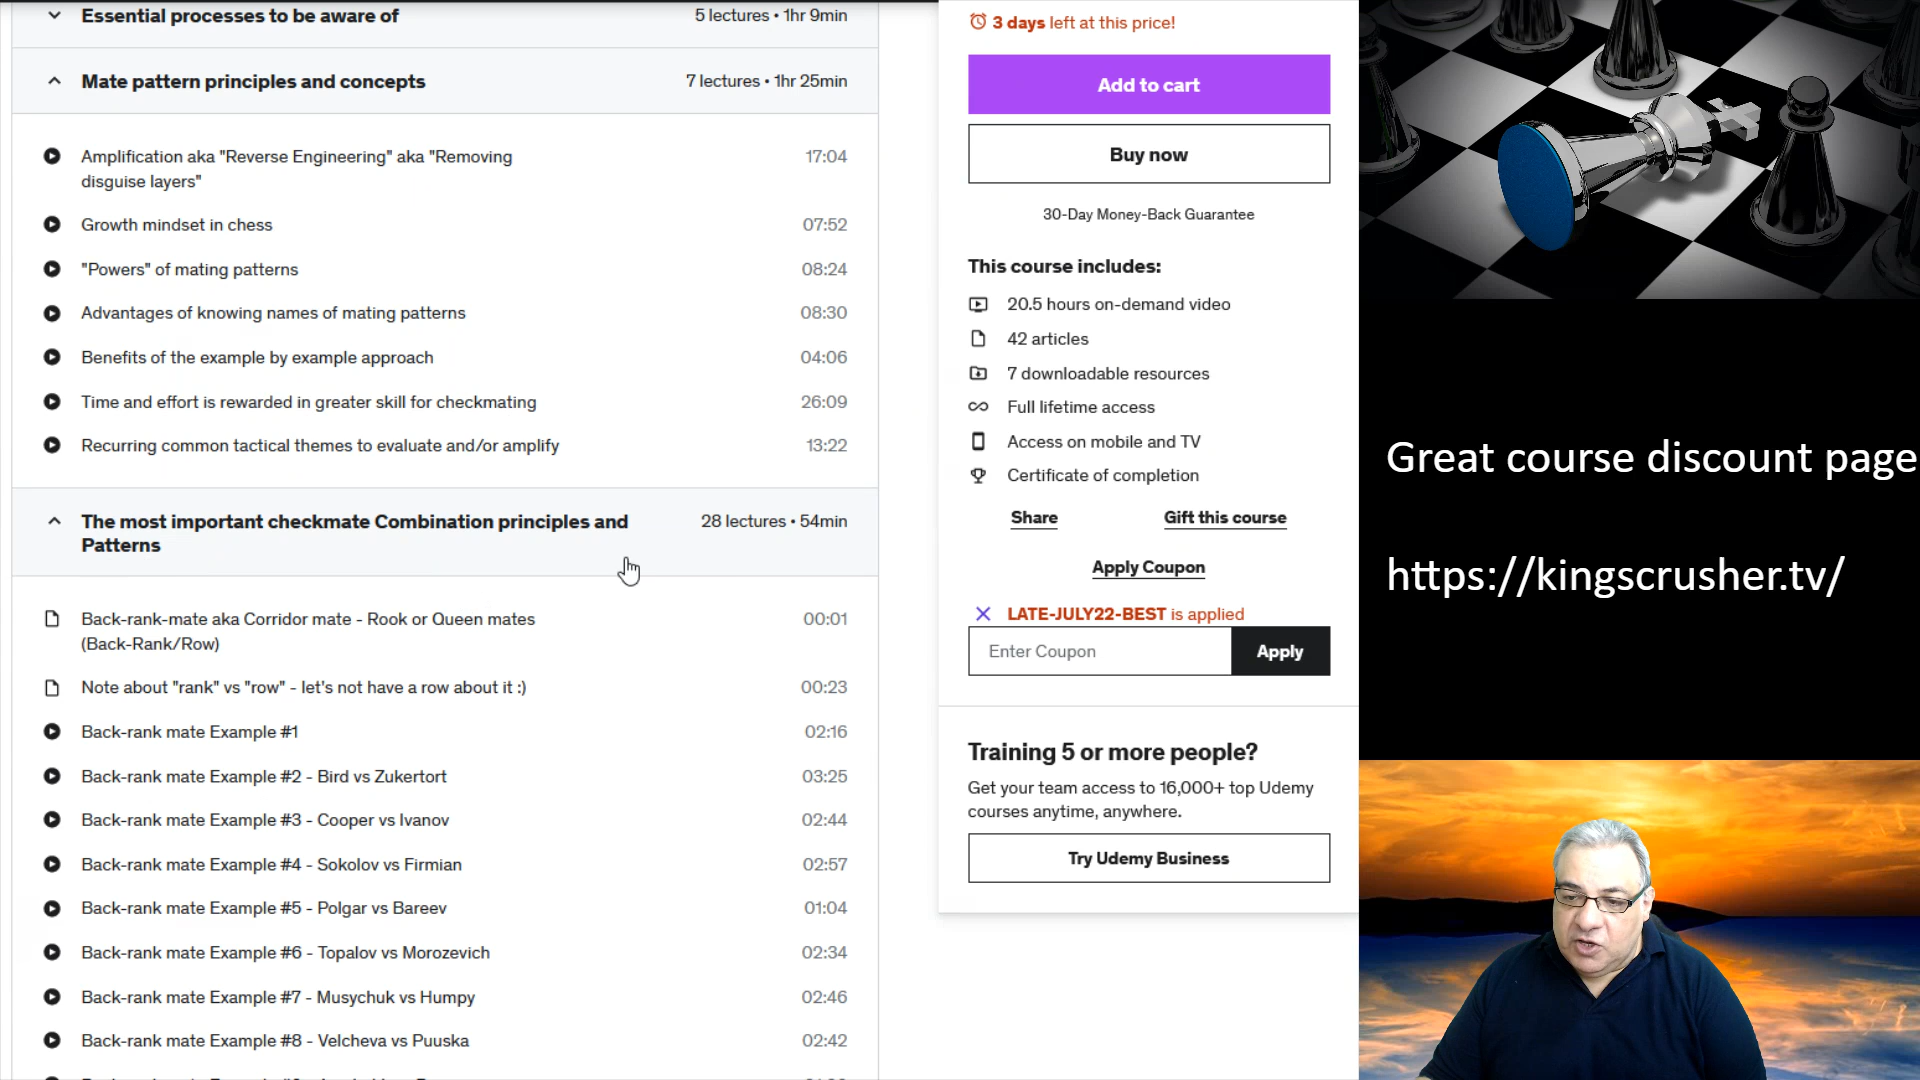 Essential processes to be aware of
5 lectures • 1hr 9min
Mate pattern principles and concepts
7 lectures • 1hr 25min
Amplification aka "Reverse Engineering" aka "Removing
disguise layers"
17:04
Growth mindset in chess
07:52
"Powers" of mating patterns
08:24
Advantages of knowing names of mating patterns
08:30
Benefits of the example by example approach
04:06
Time and effort is rewarded in greater skill for checkmating
26:09
Recurring common tactical themes to evaluate and/or amplify
13:22
The most important checkmate Combination principles and
Patterns
28 lectures • 54min
Back-rank-mate aka Corridor mate - Rook or Queen mates
(Back-Rank/Row)
00:01
Note about "rank" vs "row" - let's not have a row about it :)
00:23
Back-rank mate Example #1
02:16
Back-rank mate Example #2 - Bird vs Zukertort
03:25
Back-rank mate Example #3 - Cooper vs Ivanov
02:44
Back-rank mate Example #4 - Sokolov vs Firmian
02:57
Back-rank mate Example #5 - Polgar vs Bareev
01:04
Back-rank mate Example #6 - Topalov vs Morozevich
02:34
Back-rank mate Example #7 - Musychuk vs Humpy
02:46
Back-rank mate Example #8 - Velcheva vs Puuska
02:42
3 days left at this price!
Add to cart
Buy now
30-Day Money-Back Guarantee
This course includes:
20.5 hours on-demand video
42 articles
7 downloadable resources
Full lifetime access
Access on mobile and TV
Certificate of completion
Share
Gift this course
Apply Coupon
LATE-JULY22-BEST is applied
Enter Coupon
Apply
Training 5 or more people?
Get your team access to 16,000+ top Udemy
courses anytime, anywhere.
Try Udemy Business
Great course discount page
https://kingscrusher.tv/